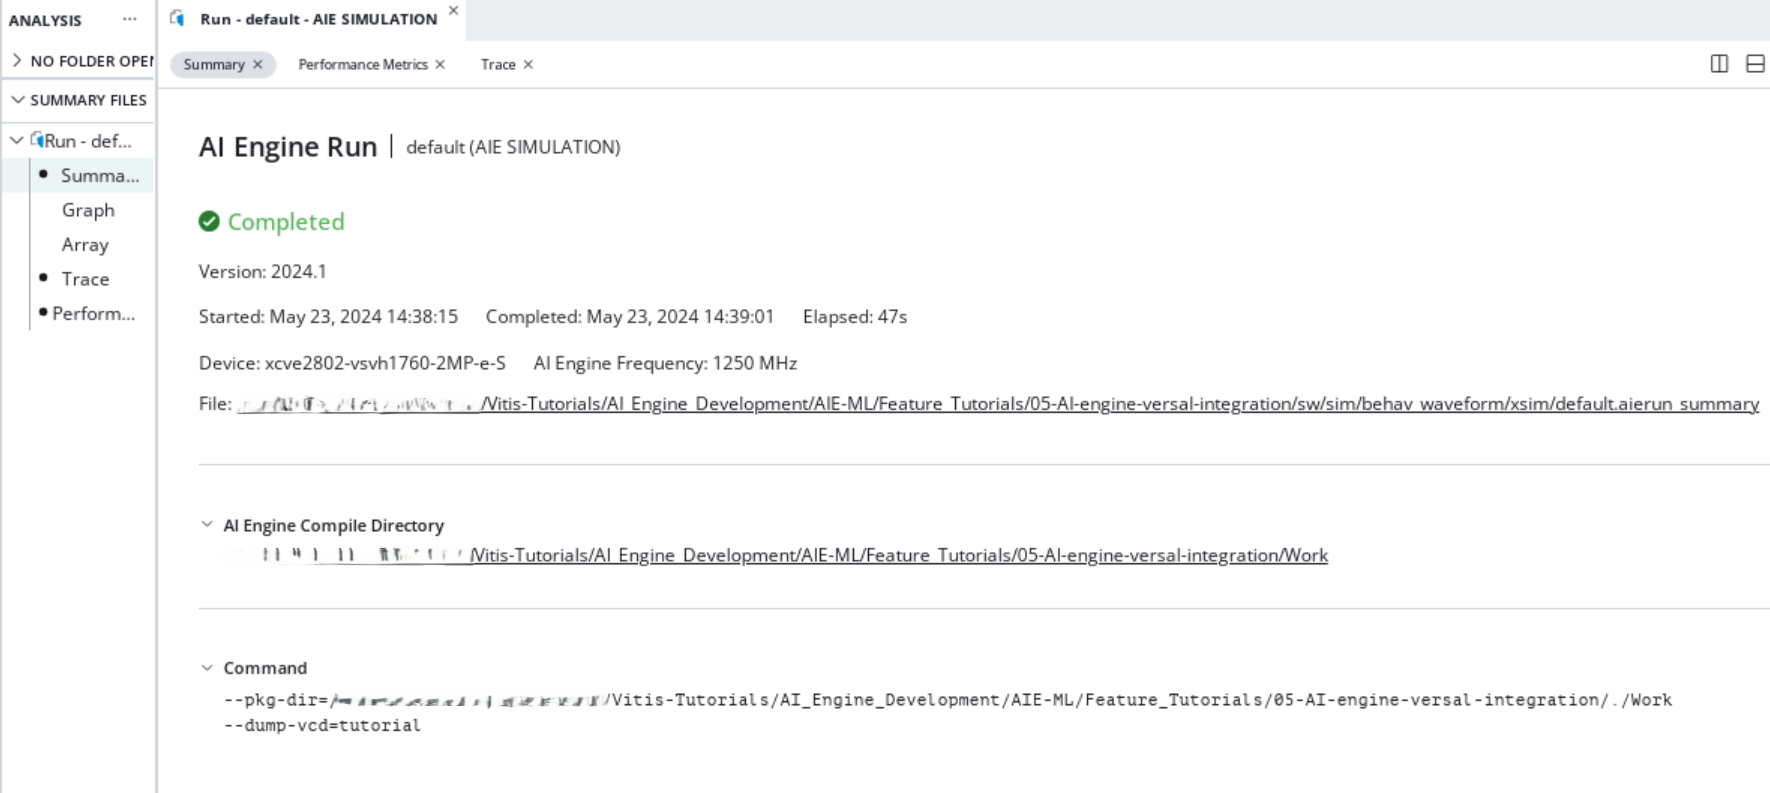 ANALYSIS ...
NO FOLDER OPE
SUMMARY FILES
Run - def...
Summa...
Graph
Array
Trace
Perform...
Run - default - AIE SIMULATION
Summary Performance Metrics Trace
AI Engine Run | default (AIE SIMULATION)
Completed
Version: 2024.1
Started: May 23, 2024 14:38:15 Completed: May 23, 2024 14:39:01 Elapsed: 47s
Device: xcve2802-vsvh1760-2MP-e-S AI Engine Frequency: 1250 MHz
File: /Vitis-Tutorials/AI_Engine_Development/AIE-ML/Feature_Tutorials/05-AI-engine-versal-integration/sw/sim/behav_waveform/xsim/default.aierun_summary
AI Engine Compile Directory
/Vitis-Tutorials/AI_Engine_Development/AIE-ML/Feature_Tutorials/05-AI-engine-versal-integration/Work
Command
--pkg-dir=/ /Vitis-Tutorials/AI_Engine_Development/AIE-ML/Feature_Tutorials/05-AI-engine-versal-integration/./Work
--dump-vcd=tutorial